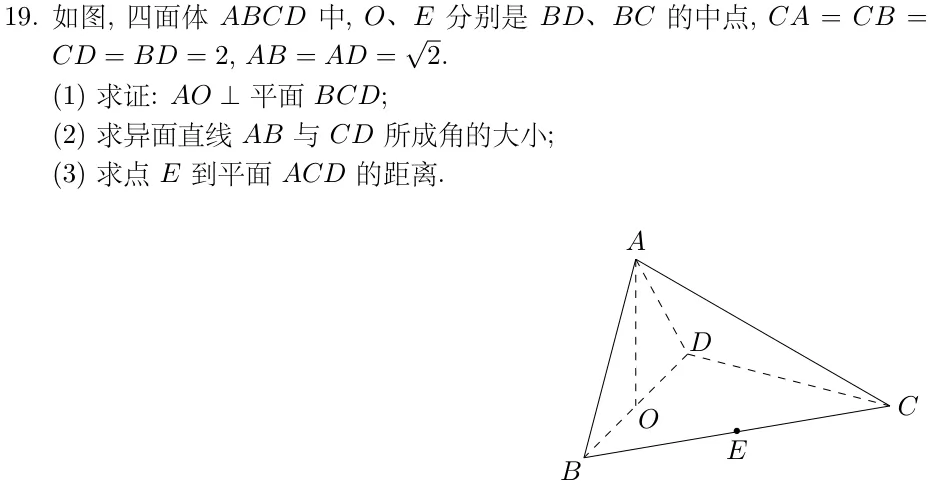 19. 如图, 四面体 ABCD 中, O、E 分别是 BD、BC 的中点, CA = CB =
CD = BD = 2, AB = AD = √2.
(1) 求证: AO ⊥ 平面 BCD;
(2) 求异面直线 AB 与 CD 所成角的大小;
(3) 求点 E 到平面 ACD 的距离.
A
D
C
O
E
B